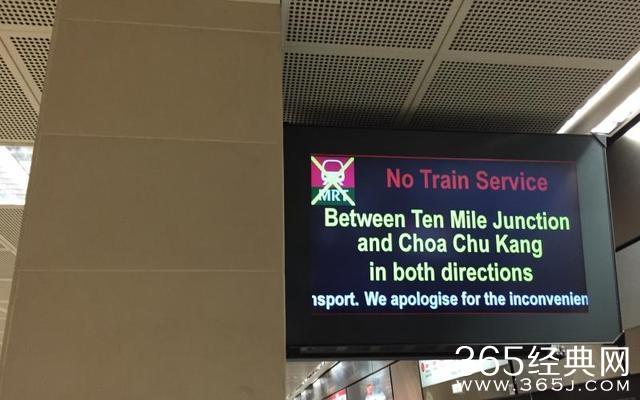 No Train Service
MRT
Between Ten Mile Junction
and Choa Chu Kang
in both directions
nsport. We apologise for the inconvenien
365经典网
www.365j.com